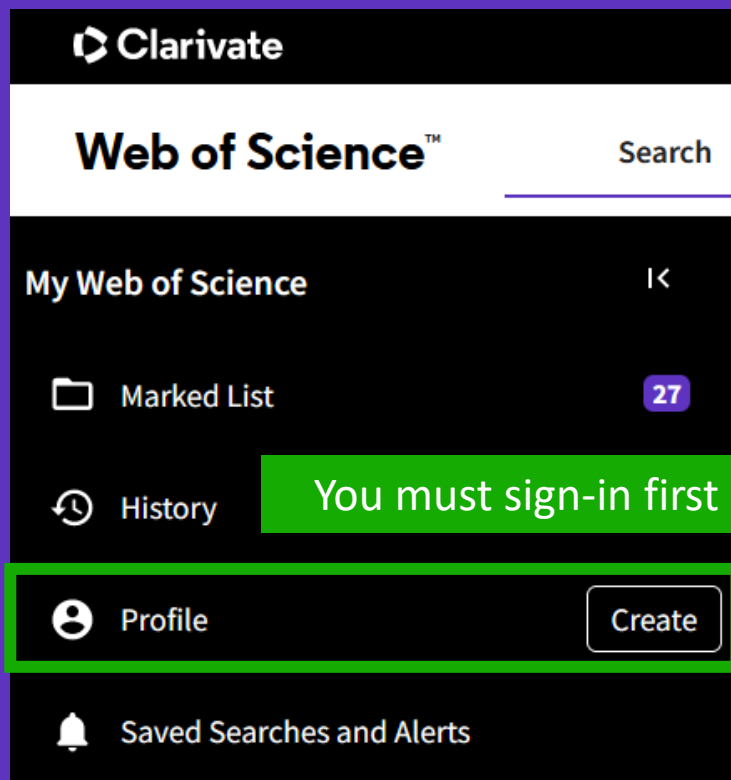 Clarivate
Web of Science™ Search
My Web of Science
Marked List 27
You must sign-in first
History
Profile Create
Saved Searches and Alerts